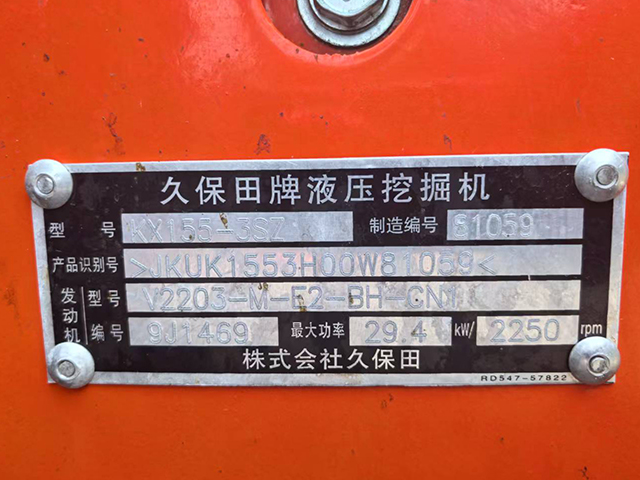 久保田牌液压挖掘机
型 号 KX155-3SZ 制造编号 81059
产品识别号 >JKUK1553H00W81059<
发动机 型号 V2203-M-E2-BH-CN1
编号 9J1469 最大功率 29.4 kW/ 2250 rpm
株式会社久保田
RD547-57822